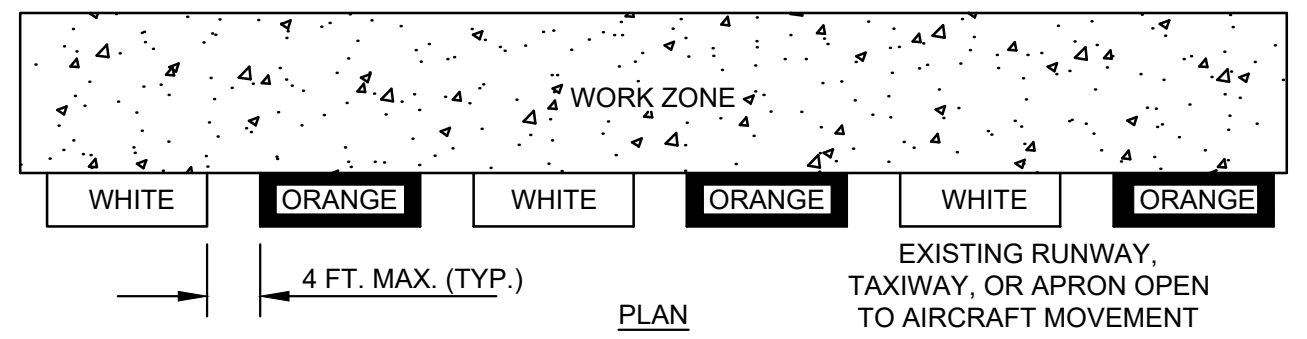 WORK ZONE
WHITE
ORANGE
WHITE
ORANGE
WHITE
ORANGE
4 FT. MAX. (TYP.)
PLAN
EXISTING RUNWAY,
TAXIWAY, OR APRON OPEN
TO AIRCRAFT MOVEMENT